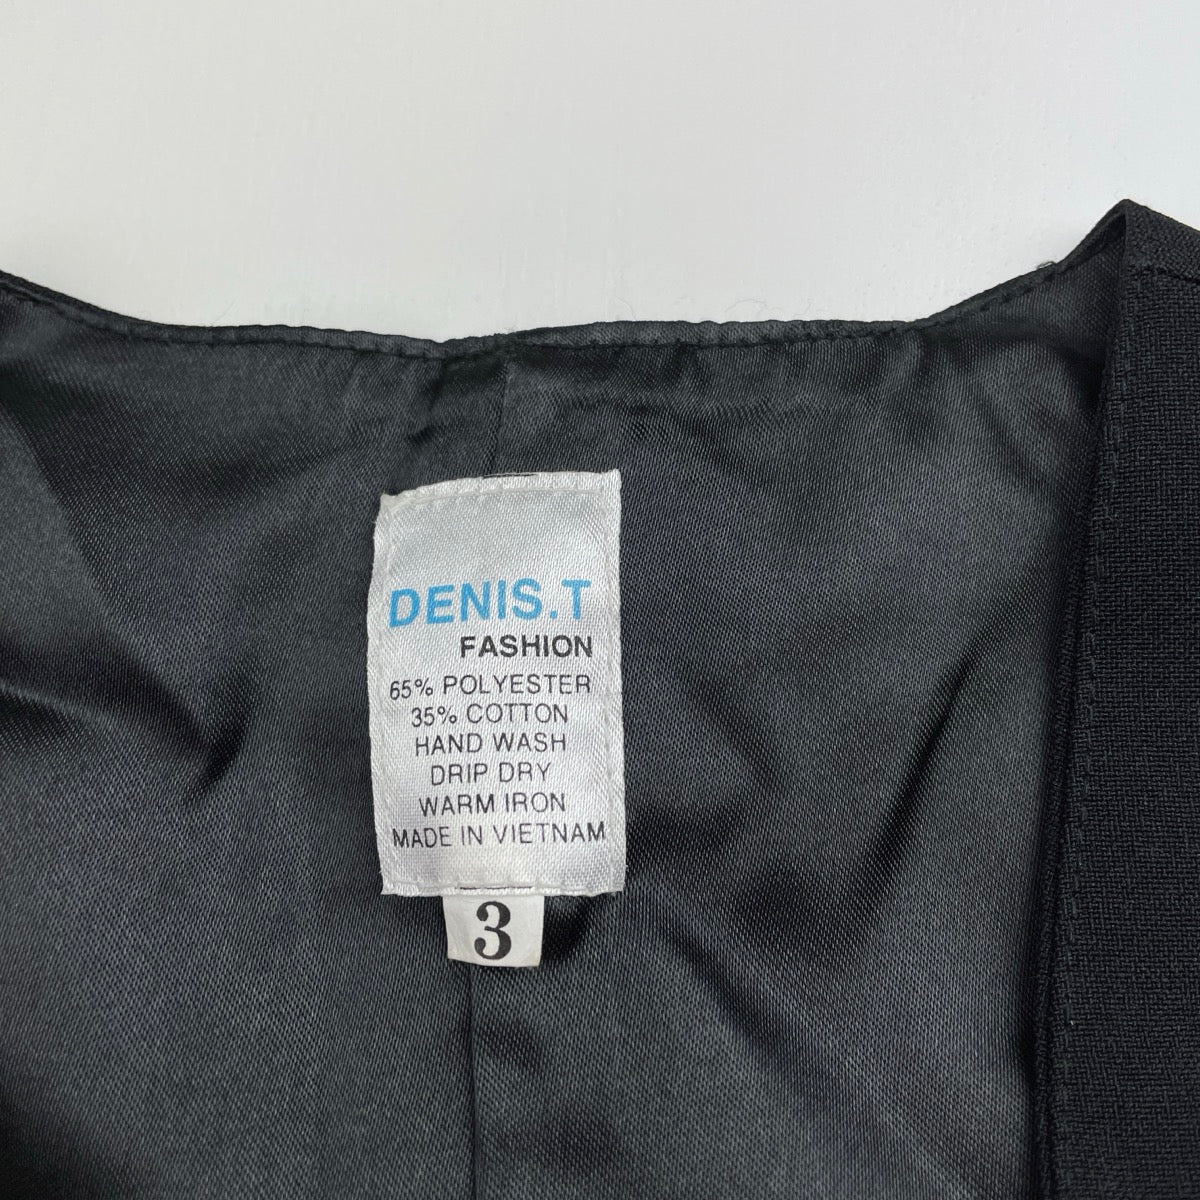 DENIS.T
FASHION
65% POLYESTER
35% COTTON
HAND WASH
DRIP DRY
WARM IRON
MADE IN VIETNAM
3